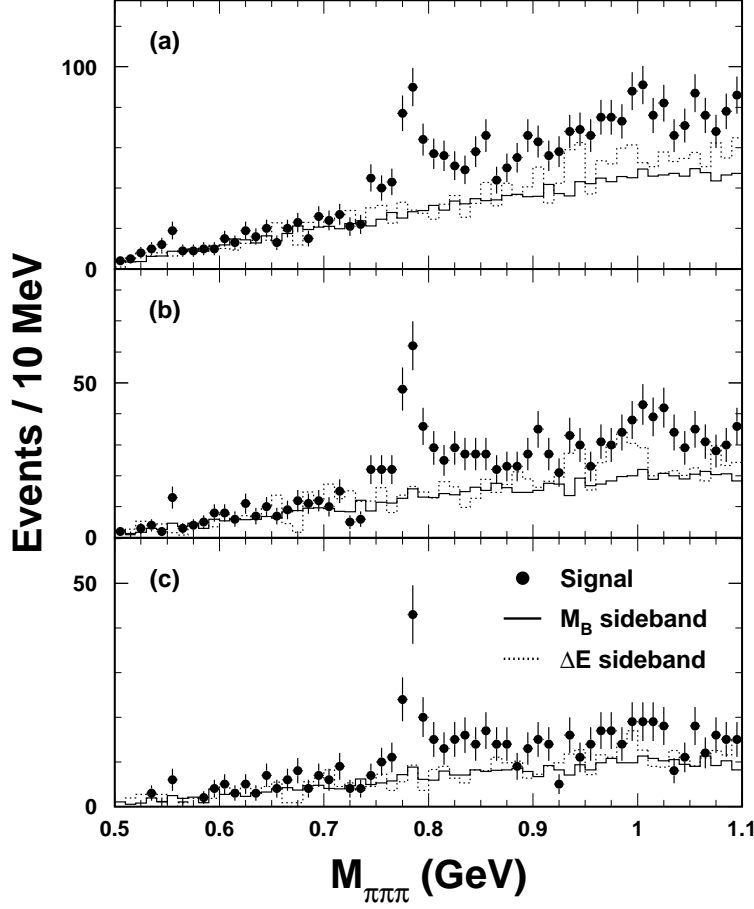 (a)
100
0
(b)
50
0
(c)
50
0
Signal
M_B sideband
ΔE sideband
0.5 0.6 0.7 0.8 0.9 1 1.1
Events / 10 MeV
M_πππ (GeV)